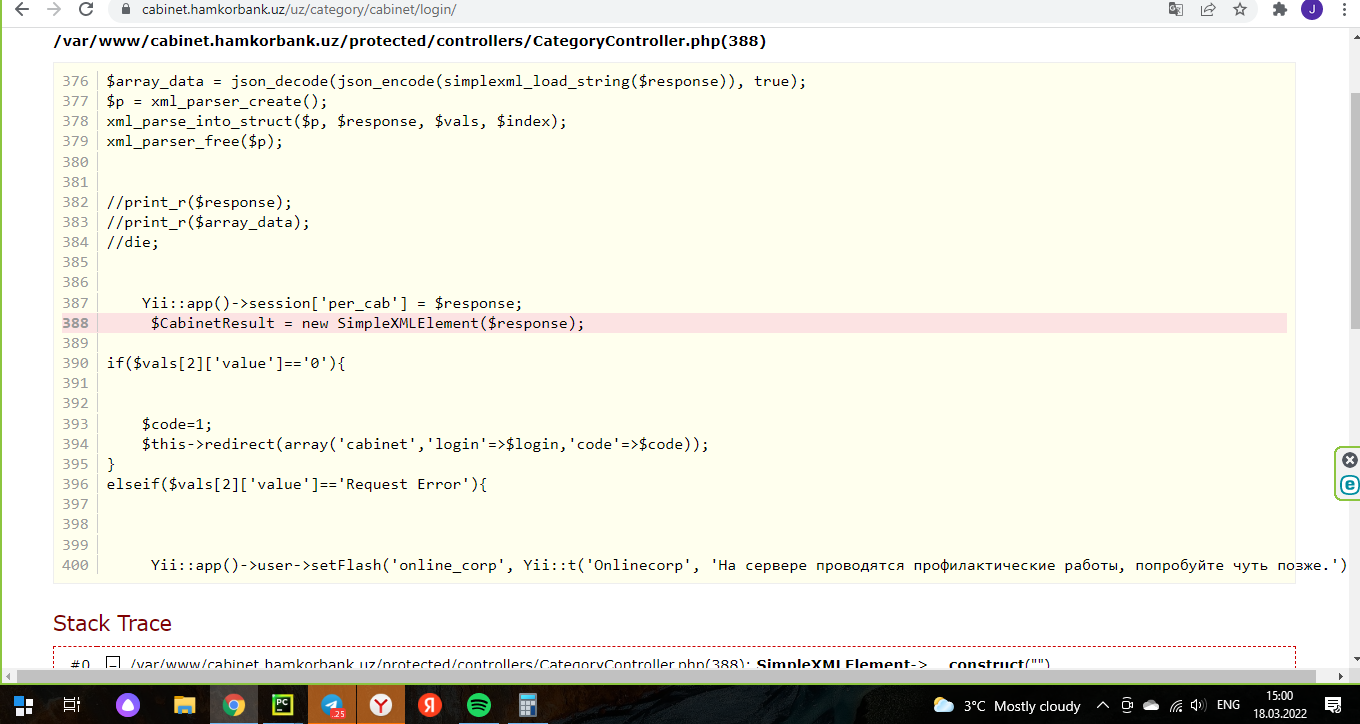 cabinet.hamkorbank.uz/uz/category/cabinet/login/
J
/var/www/cabinet.hamkorbank.uz/protected/controllers/CategoryController.php(388)
376 $array_data = json_decode(json_encode(simplexml_load_string($response)), true);
377 $p = xml_parser_create();
378 xml_parse_into_struct($p, $response, $vals, $index);
379 xml_parser_free($p);
380
381
382 //print_r($response);
383 //print_r($array_data);
384 //die;
385
386
387 Yii::app()->session['per_cab'] = $response;
388 $CabinetResult = new SimpleXMLElement($response);
389
390 if($vals[2]['value']=='0'){
391
392
393 $code=1;
394 $this->redirect(array('cabinet','login'=>$login,'code'=>$code));
395 }
396 elseif($vals[2]['value']=='Request Error'){
397
398
399
400 Yii::app()->user->setFlash('online_corp', Yii::t('Onlinecorp', 'На сервере проводятся профилактические работы, попробуйте чуть позже.')
Stack Trace
#0 – /var/www/cabinet.hamkorbank.uz/protected/controllers/CategoryController.php(388): SimpleXMLElement->__construct("")
PC
25
Y
Я
3°C Mostly cloudy
ENG
15:00
18.03.2022